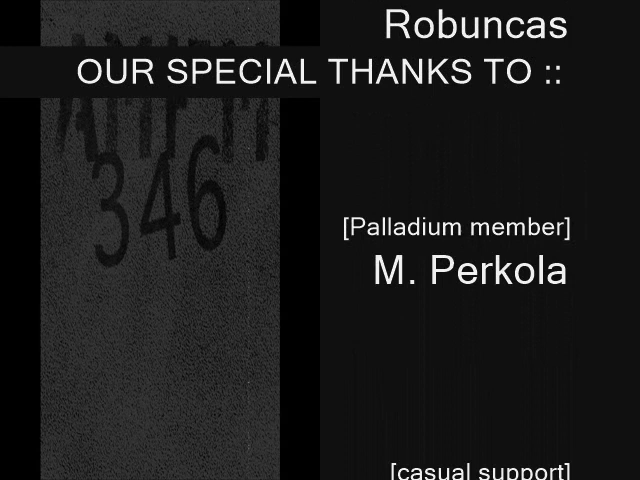 Robuncas
OUR SPECIAL THANKS TO ::
346
[Palladium member]
M. Perkola
[casual support]